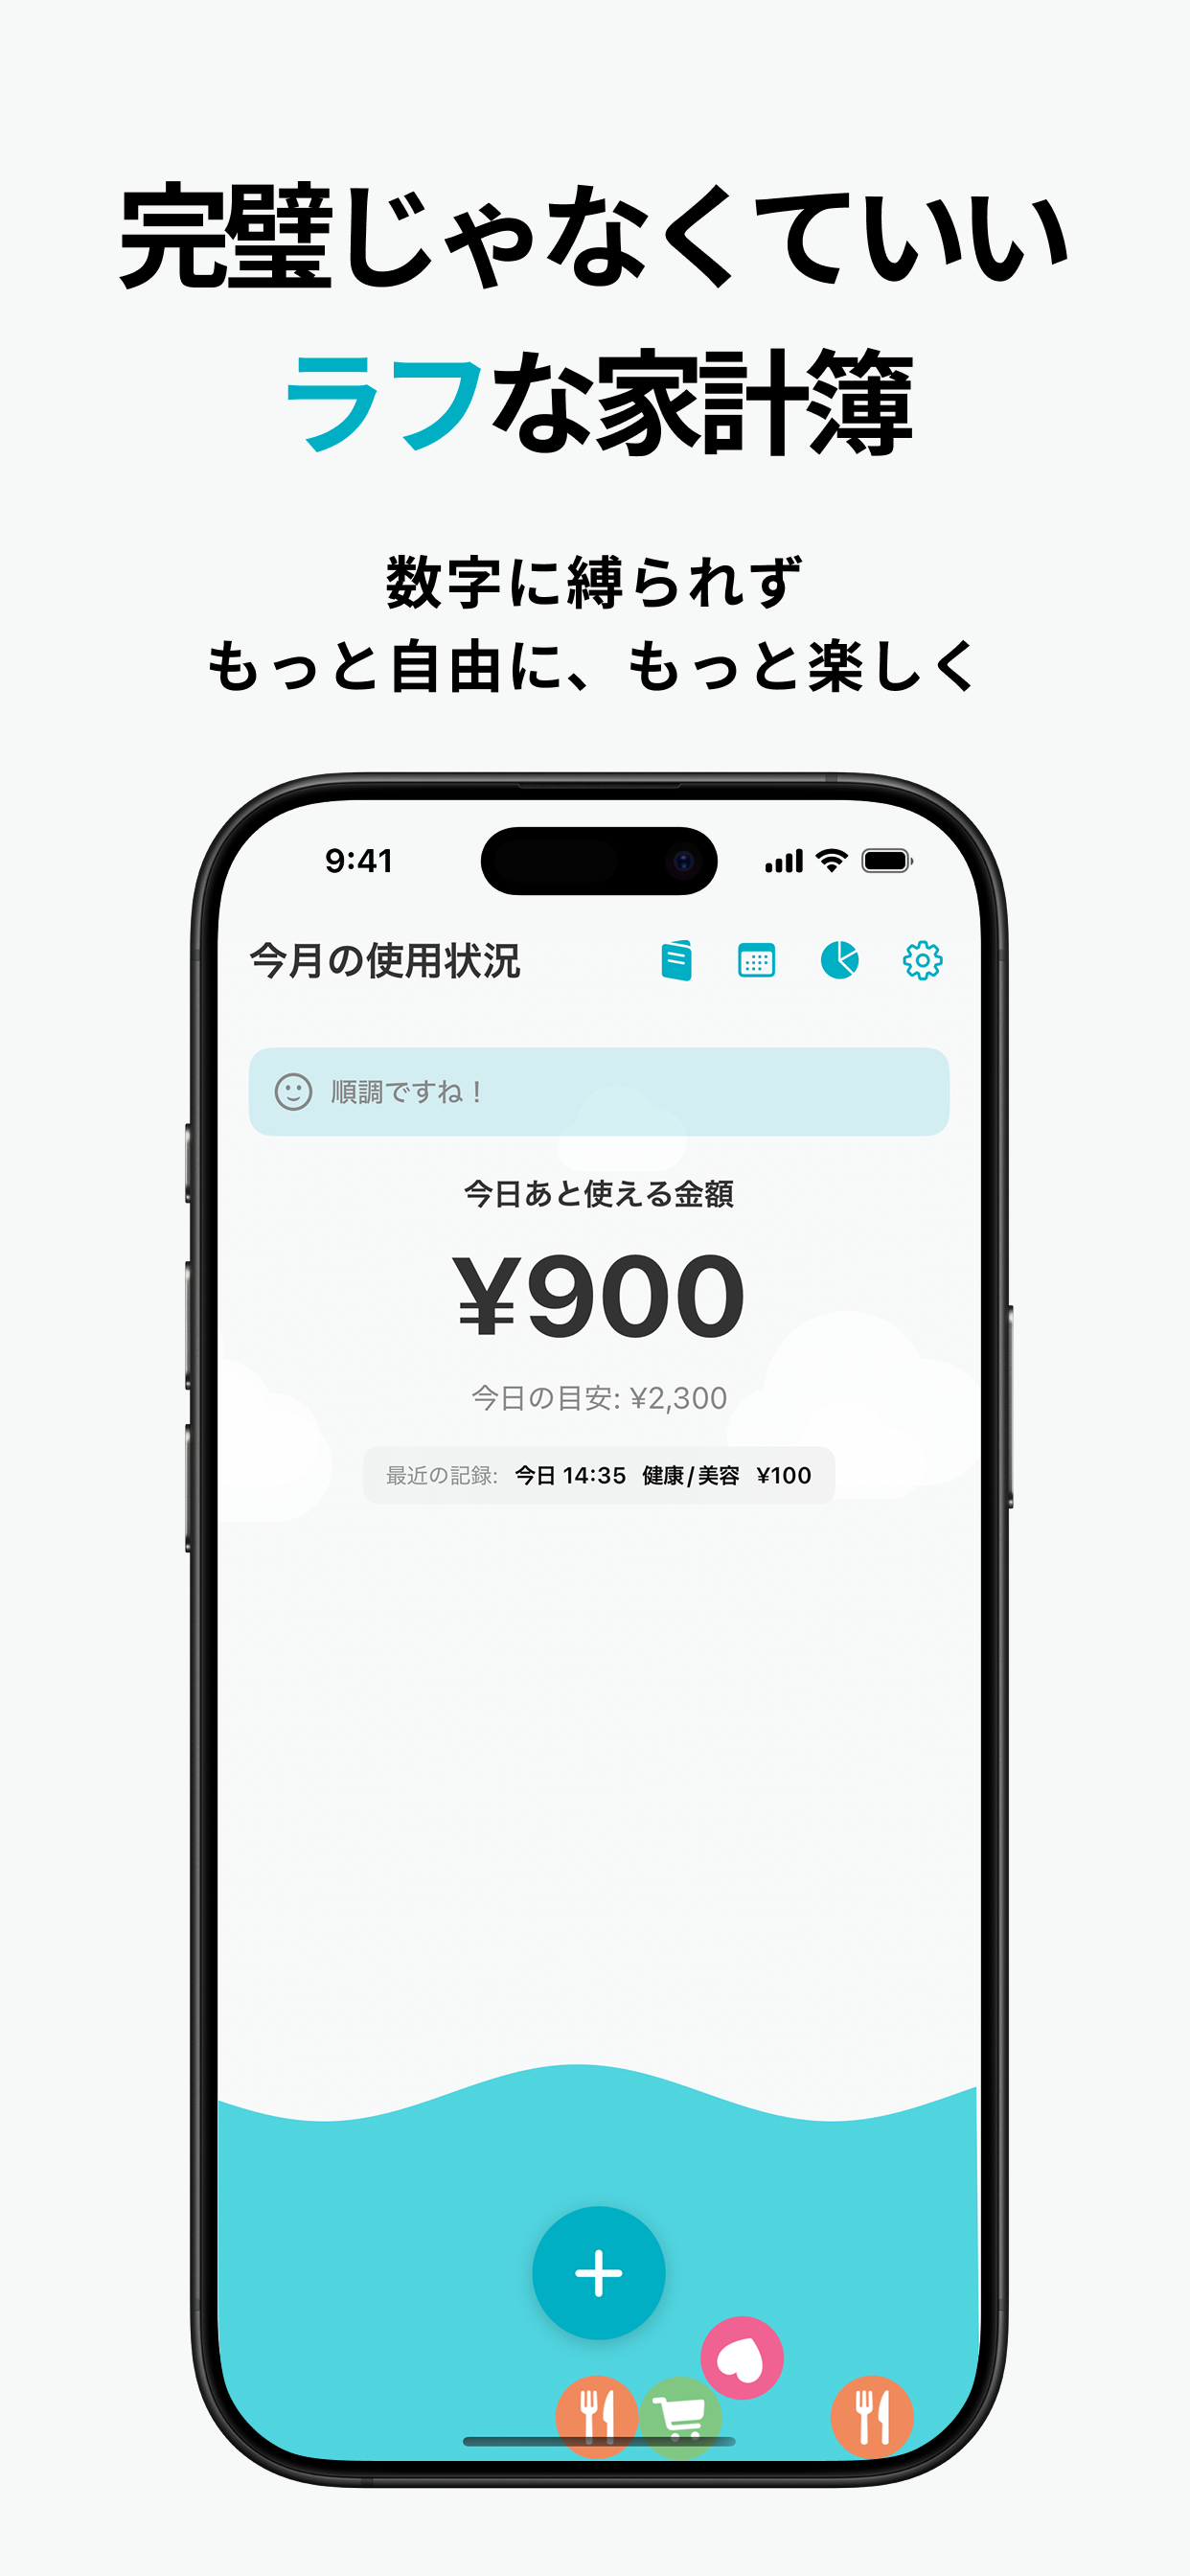 完璧じゃなくていい
ラフな家計簿
数字に縛られず
もっと自由に、もっと楽しく
9:41
今月の使用状況
順調ですね！
今日あと使える金額
¥900
今日の目安: ¥2,300
最近の記録: 今日 14:35 健康/美容 ¥100